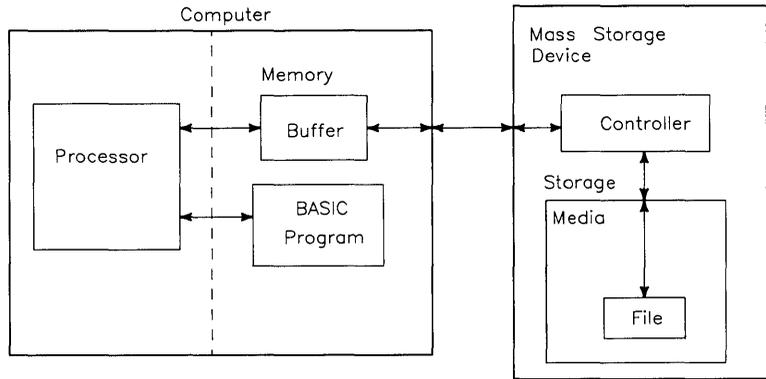 Computer
Memory
Processor
Buffer
BASIC
Program
Mass Storage
Device
Controller
Storage
Media
File